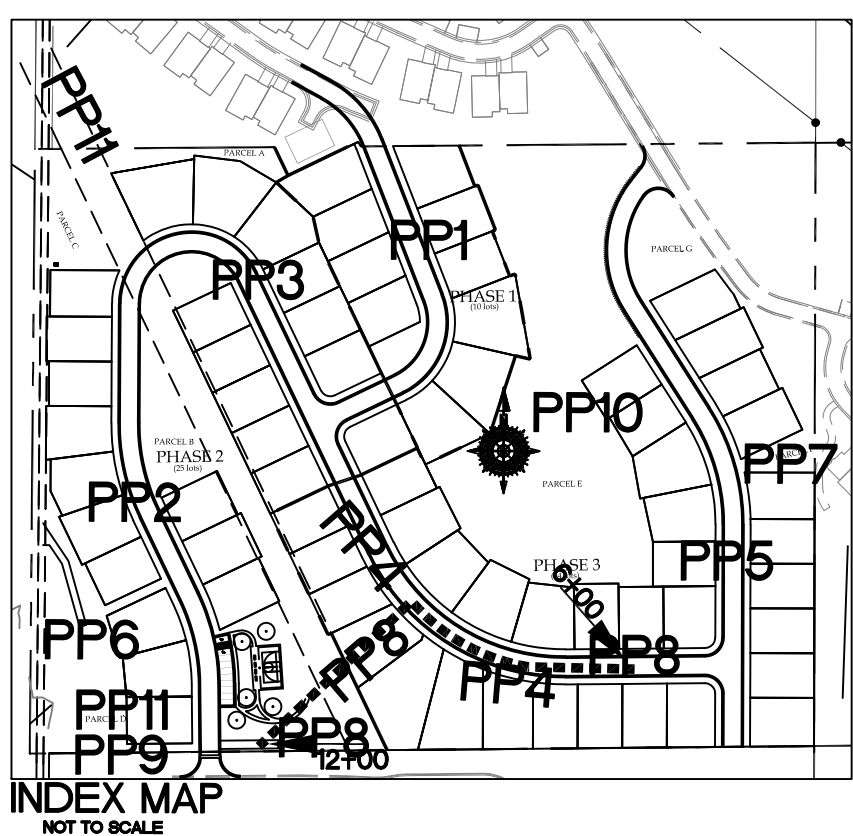 PP11
PARCEL A
PARCEL C
PP1
PARCEL G
PP3
PHASE 1
(10 lots)
PP10
PARCEL B
PHASE 2
(25 lots)
PP7
PARCEL E
PP2
PP4
PHASE 3
PP5
6+00
PP6
PP8
PP8
PP4
PP11
PARCEL D
PP8
PP9
12+00
INDEX MAP
NOT TO SCALE